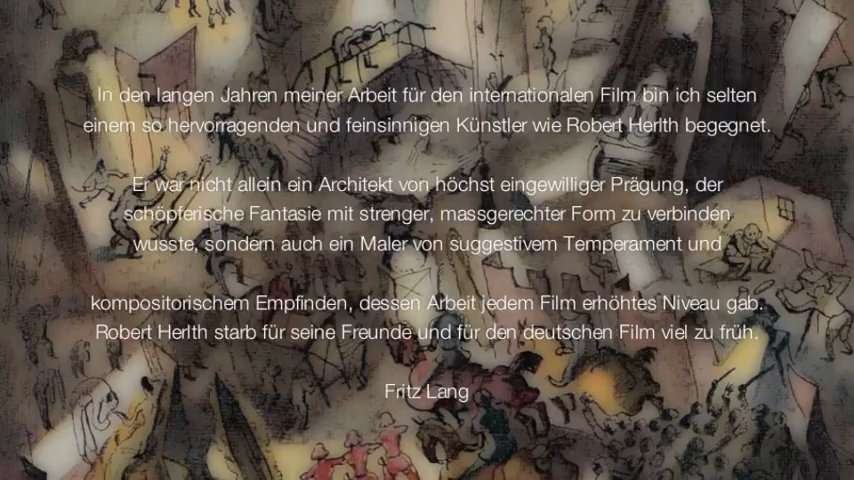 In den langen Jahren meiner Arbeit für den internationalen Film bin ich selten
einem so hervorragenden und feinsinnigen Künstler wie Robert Herlth begegnet.
Er war nicht allein ein Architekt von höchst eingewilliger Prägung, der
schöpferische Fantasie mit strenger, massgerechter Form zu verbinden
wusste, sondern auch ein Maler von suggestivem Temperament und
kompositorischem Empfinden, dessen Arbeit jedem Film erhöhtes Niveau gab.
Robert Herlth starb für seine Freunde und für den deutschen Film viel zu früh.
Fritz Lang